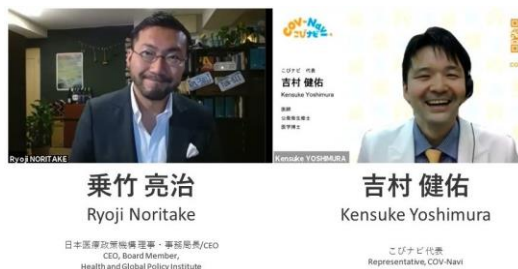 Ryoji NORITAKE
COV-Navi
こびナビ
こびナビ 代表
吉村 健佑
Kensuke Yoshimura
医師
公衆衛生修士
医学博士
Kensuke YOSHIMURA
乗竹 亮治
Ryoji Noritake
日本医療政策機構 理事・事務局長/CEO
CEO, Board Member,
Health and Global Policy Institute
吉村 健佑
Kensuke Yoshimura
こびナビ代表
Representative, COV-Navi